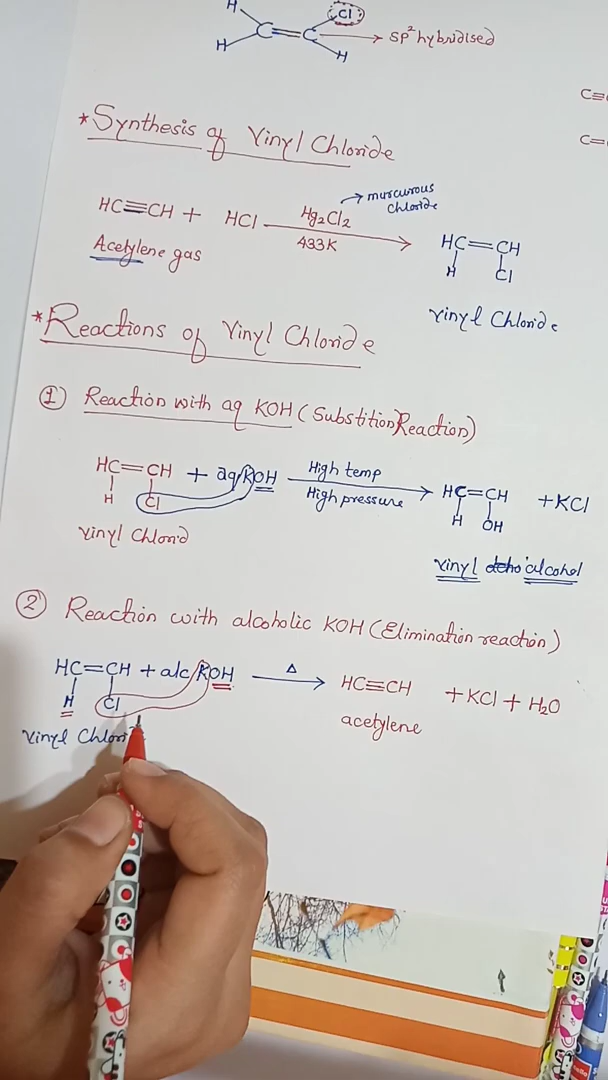 H Cl
C=C → SP² hybridised
H H
C≡
C=
*Synthesis of Vinyl Chloride
HC≡CH + HCl Hg₂Cl₂ → murcurous chloride
433K
Acetylene gas
HC=CH
H Cl
vinyl Chloride
*Reactions of Vinyl Chloride
① Reaction with aq KOH (Substition Reaction)
HC=CH + aq KOH High temp → HC=CH + KCl
High pressure
H Cl H OH
vinyl Chlorid
vinyl alcohol
② Reaction with alcoholic KOH (Elimination reaction)
HC=CH + alc KOH Δ → HC≡CH + KCl + H₂O
H Cl
acetylene
vinyl Chlori